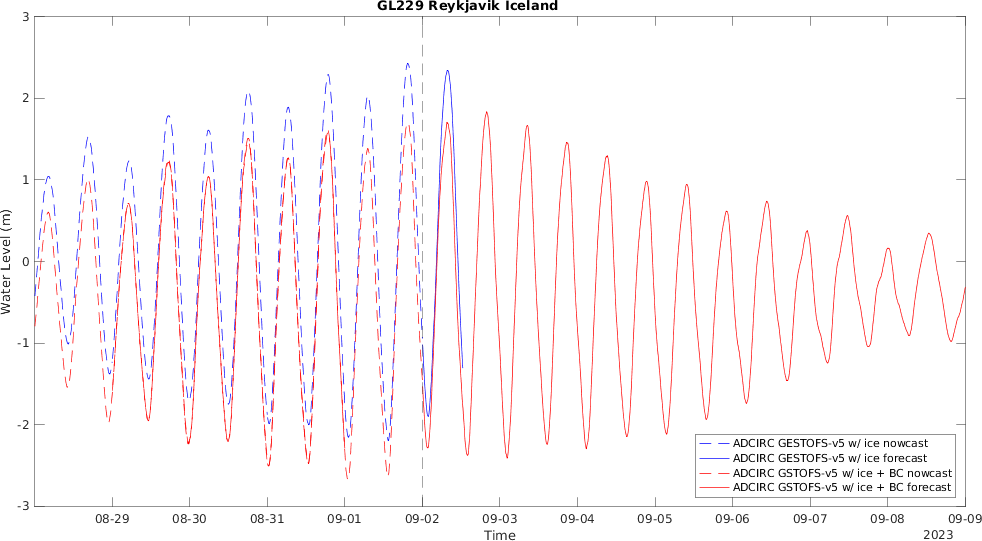 GL229 Reykjavik Iceland
3
2
1
0
-1
-2
-3
Water Level (m)
ADCIRC GESTOFS-v5 w/ ice nowcast
ADCIRC GESTOFS-v5 w/ ice forecast
ADCIRC GSTOFS-v5 w/ ice + BC nowcast
ADCIRC GSTOFS-v5 w/ ice + BC forecast
08-29 08-30 08-31 09-01 09-02 09-03 09-04 09-05 09-06 09-07 09-08 09-09
Time
2023